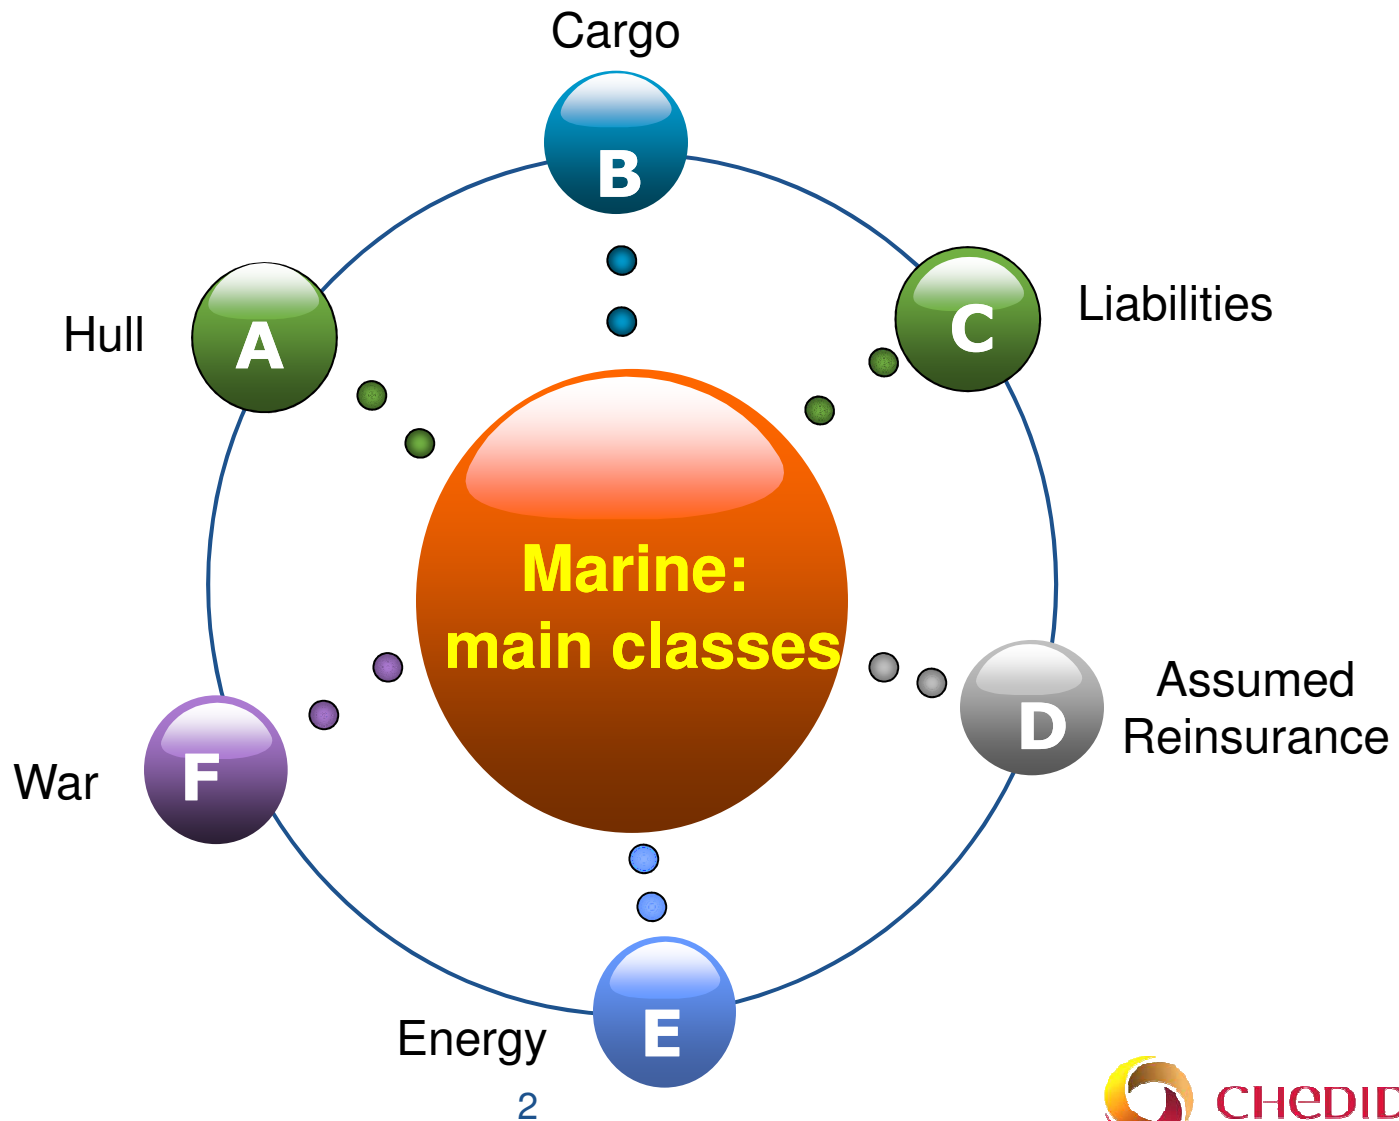 Cargo
B
C
Liabilities
Hull
A
Marine:
main classes
Assumed
Reinsurance
D
War
F
Energy
E
2
CHEDID